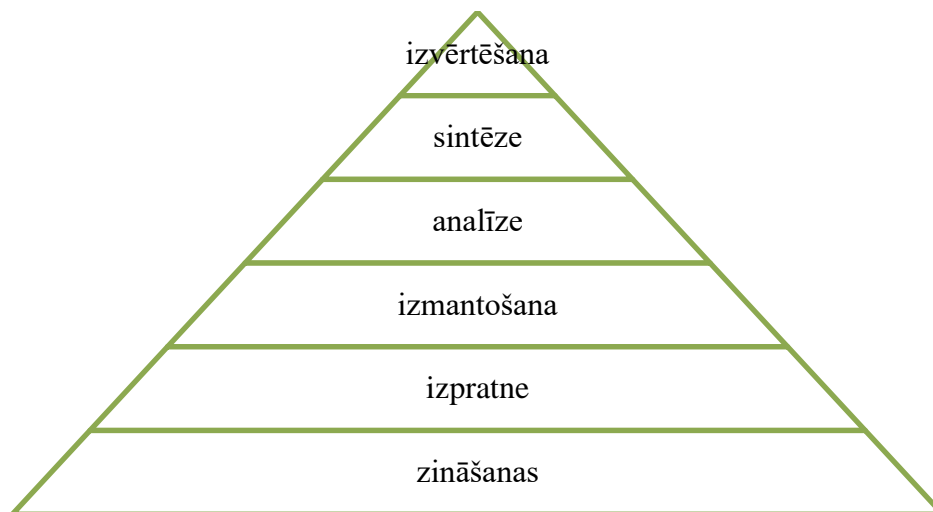 izvērtēšana
sintēze
analīze
izmantošana
izpratne
zināšanas